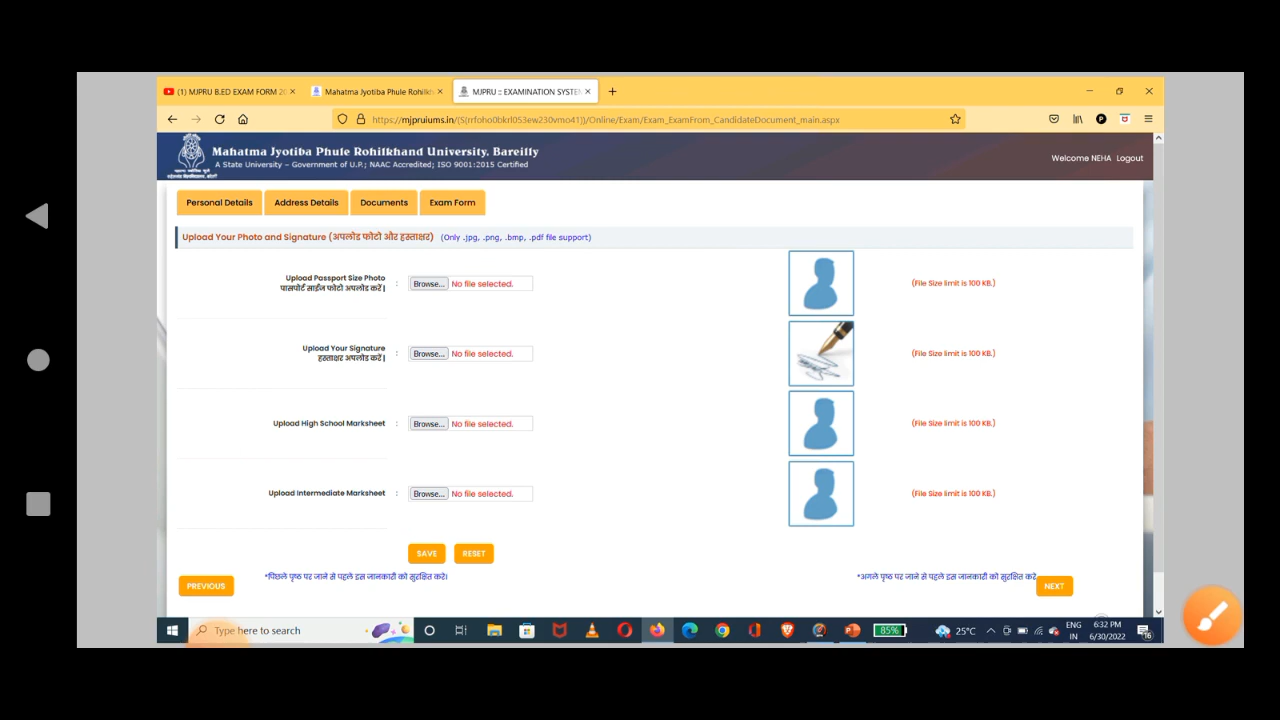 (1) MJPRU B.ED EXAM FORM 20
Mahatma Jyotiba Phule Rohilkh
MJPRU :: EXAMINATION SYSTE
https://mjpruiums.in/(S(rrfoho0bkrl053ew230vmo41))/Online/Exam/Exam_ExamFrom_CandidateDocument_main.aspx
Mahatma Jyotiba Phule Rohilkhand University, Bareilly
A State University – Government of U.P.; NAAC Accredited; ISO 9001:2015 Certified
Welcome NEHA Logout
Personal Details Address Details Documents Exam Form
Upload Your Photo and Signature (अपलोड फोटो और हस्ताक्षर) (Only .jpg, .png, .bmp, .pdf file support)
Upload Passport Size Photo
पासपोर्ट साईज फोटो अपलोड करें |
: Browse... No file selected. (File Size limit is 100 KB.)
Upload Your Signature
हस्ताक्षर अपलोड करें |
: Browse... No file selected. (File Size limit is 100 KB.)
Upload High School Marksheet : Browse... No file selected. (File Size limit is 100 KB.)
Upload Intermediate Marksheet : Browse... No file selected. (File Size limit is 100 KB.)
SAVE RESET
*पिछले पृष्ठ पर जाने से पहले इस जानकारी को सुरक्षित करे।
*अगले पृष्ठ पर जाने से पहले इस जानकारी को सुरक्षित करे
PREVIOUS NEXT
Type here to search
85%
25°C
ENG
IN
6:32 PM
6/30/2022
16